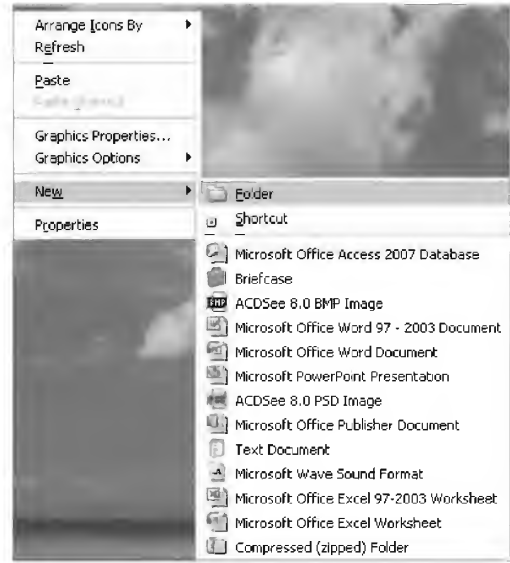 Arrange Icons By
Refresh
Paste
Paste Shortcut
Graphics Properties...
Graphics Options
New
Properties
Folder
Shortcut
Microsoft Office Access 2007 Database
Briefcase
BMP
ACDSee 8.0 BMP Image
Microsoft Office Word 97 - 2003 Document
Microsoft Office Word Document
Microsoft PowerPoint Presentation
ACDSee 8.0 PSD Image
Microsoft Office Publisher Document
Text Document
Microsoft Wave Sound Format
Microsoft Office Excel 97-2003 Worksheet
Microsoft Office Excel Worksheet
Compressed (zipped) Folder